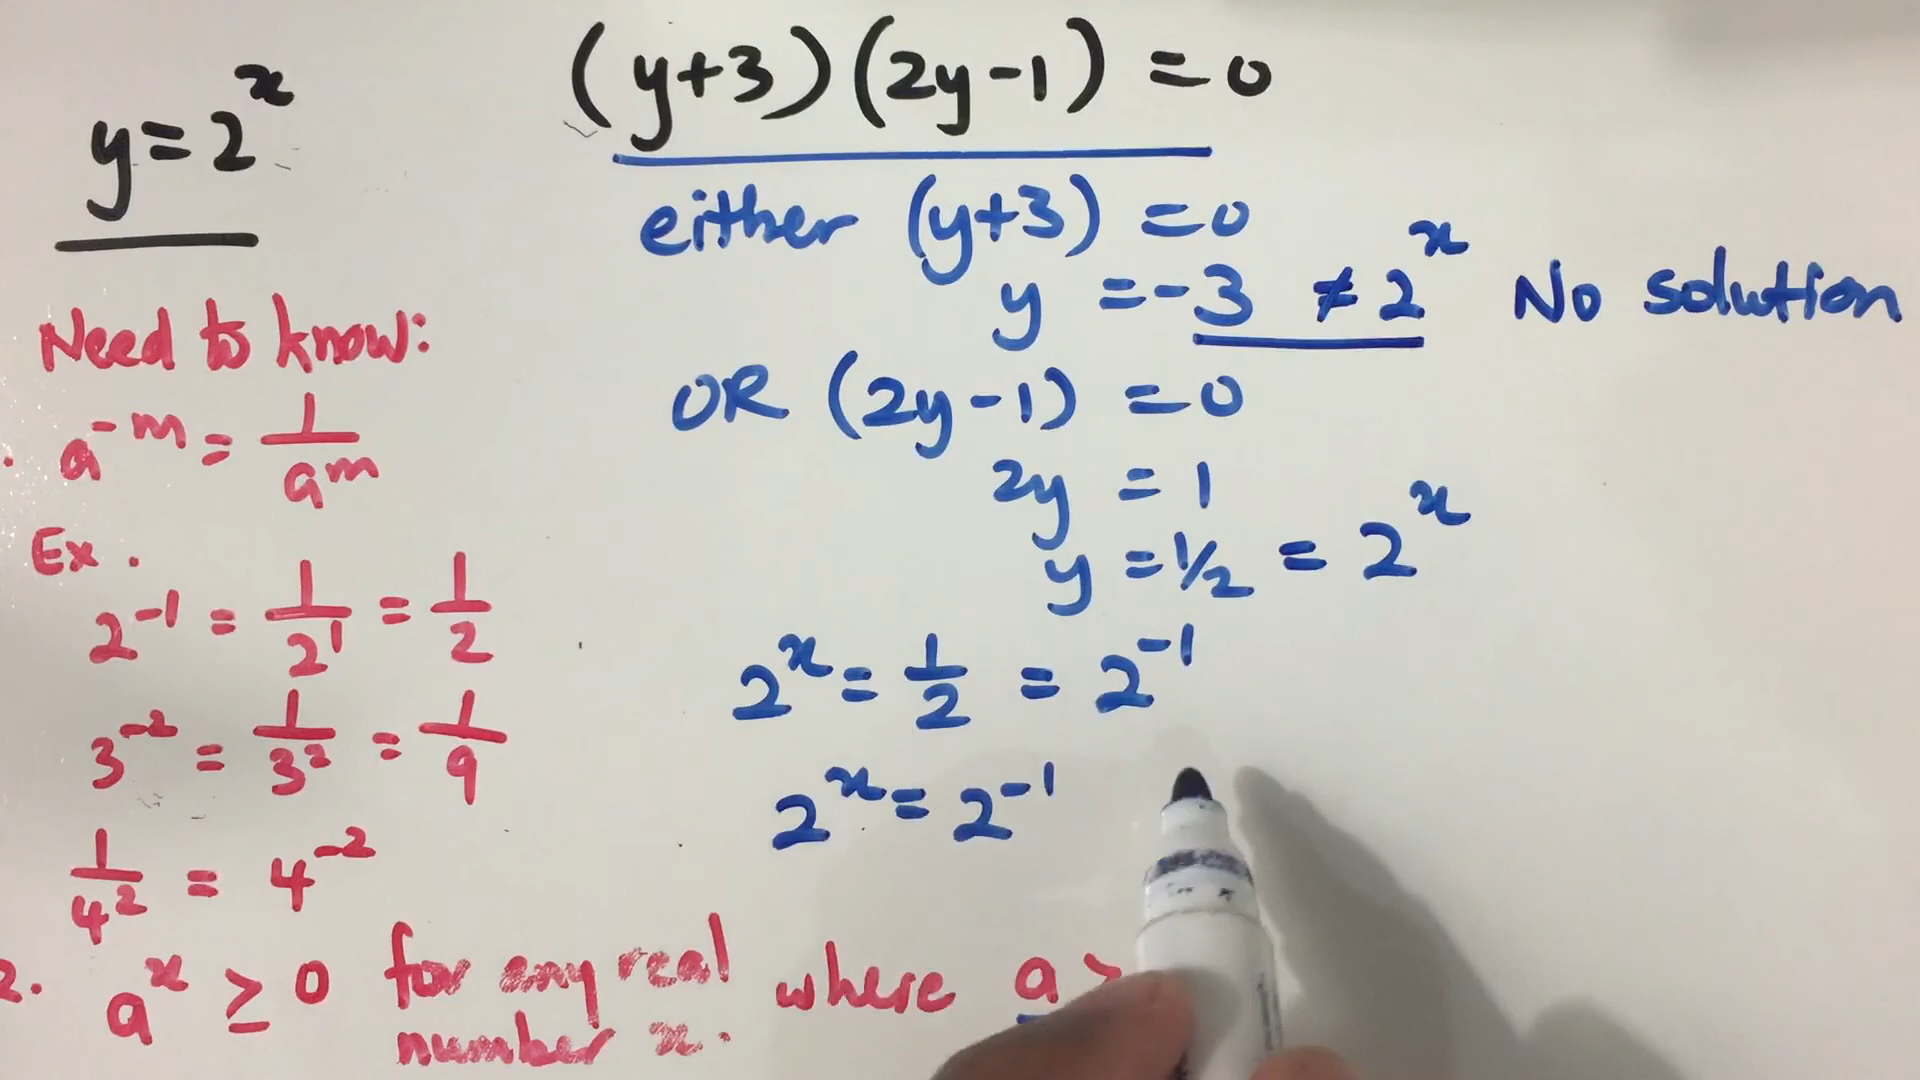 y=2^x
(y+3)(2y-1)=0
either (y+3)=0
y=-3 ≠2^x No solution
OR (2y-1)=0
2y=1
y=1/2=2^x
2^x=1/2=2^-1
2^x=2^-1
Need to know:
. a^-m=1/a^m
Ex.
2^-1=1/2^1=1/2
3^-2=1/3^2=1/9
1/4^2=4^-2
2. a^x≥0 for any real number x. where a>